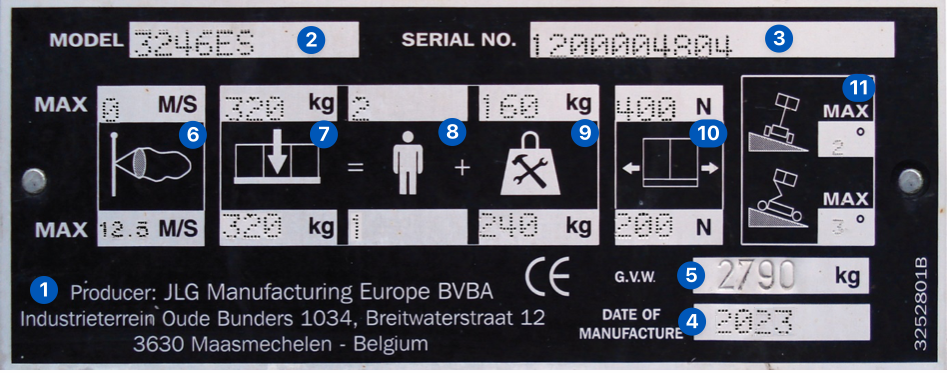 MODEL 3246ES 2 SERIAL NO. 1200004804 3
MAX 0 M/S 320 kg 2 160 kg 400 N 11
MAX
6 7 8 9 10 2 °
= +
MAX
MAX 12.5 M/S 320 kg 1 240 kg 200 N 3 °
CE G.V.W. 5 2790 kg
1 Producer: JLG Manufacturing Europe BVBA
Industrieterrein Oude Bunders 1034, Breitwaterstraat 12
3630 Maasmechelen - Belgium
DATE OF
MANUFACTURE 4 2023
3252801B